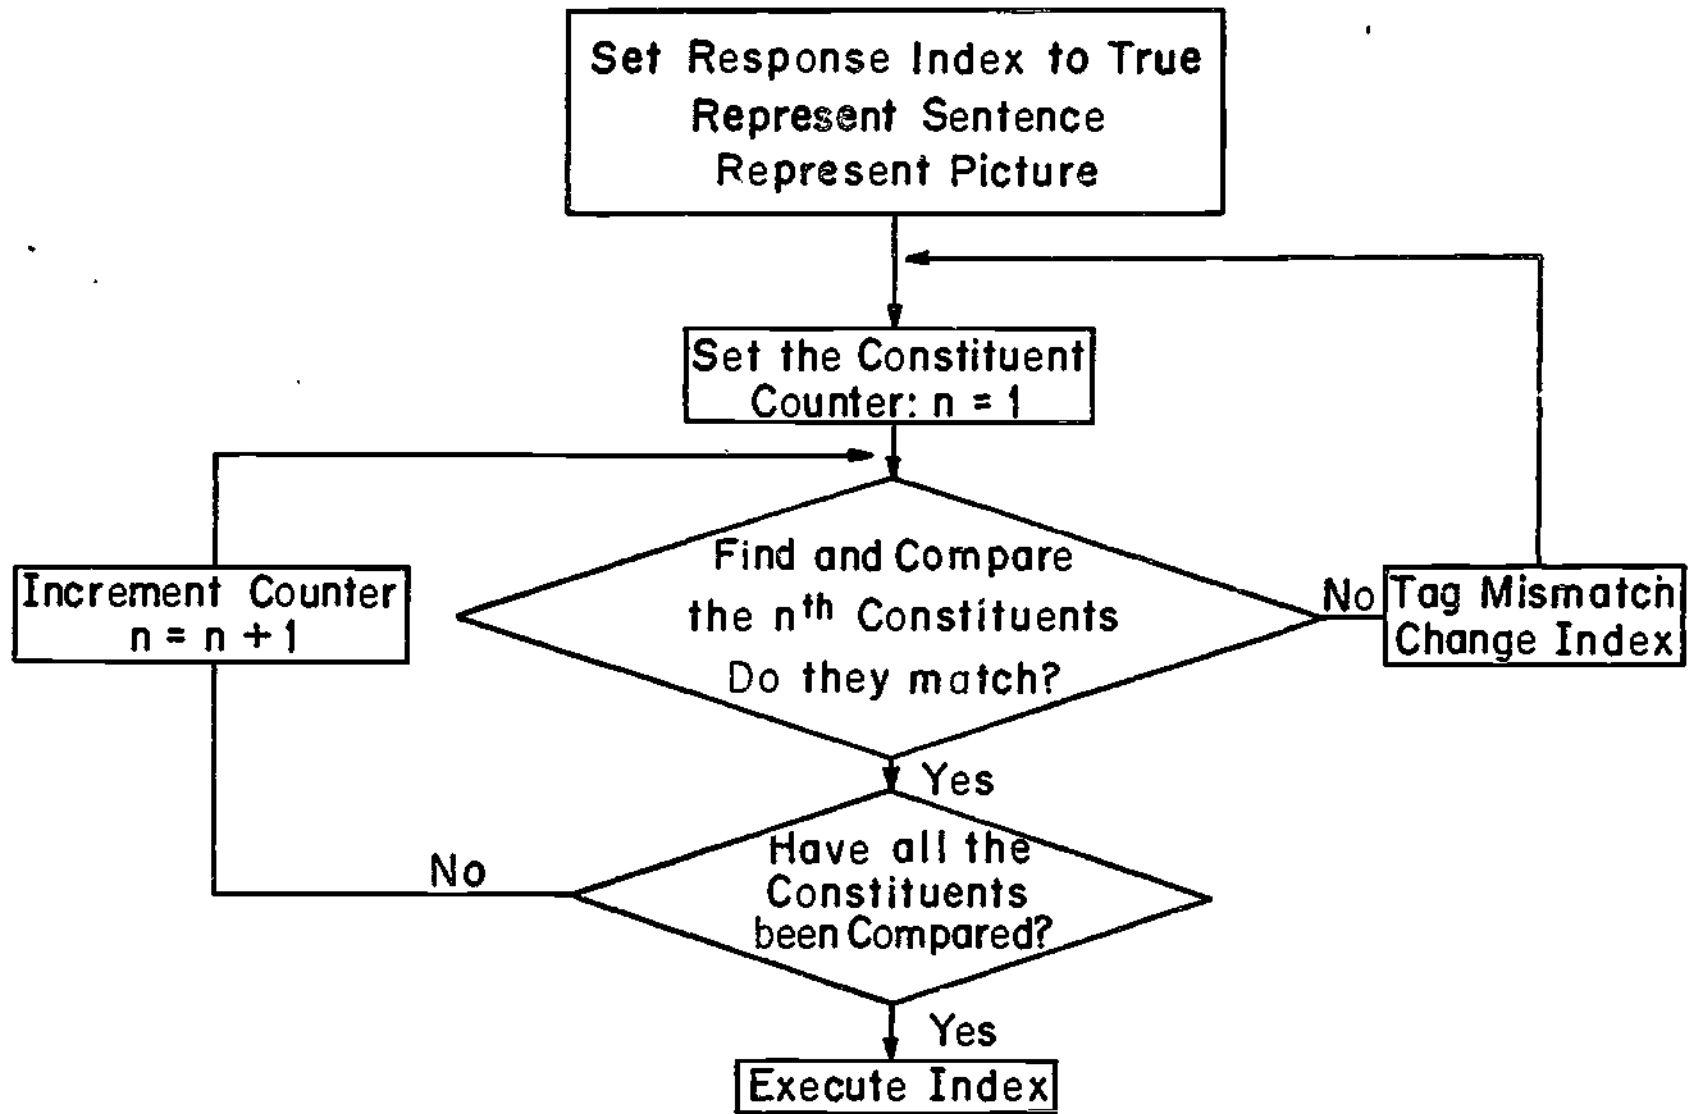 Set Response Index to True
Represent Sentence
Represent Picture
Set the Constituent
Counter: n = 1
Find and Compare
the nth Constituents
Do they match?
No
Tag Mismatch
Change Index
Increment Counter
n = n + 1
Yes
Have all the
Constituents
been Compared?
No
Yes
Execute Index